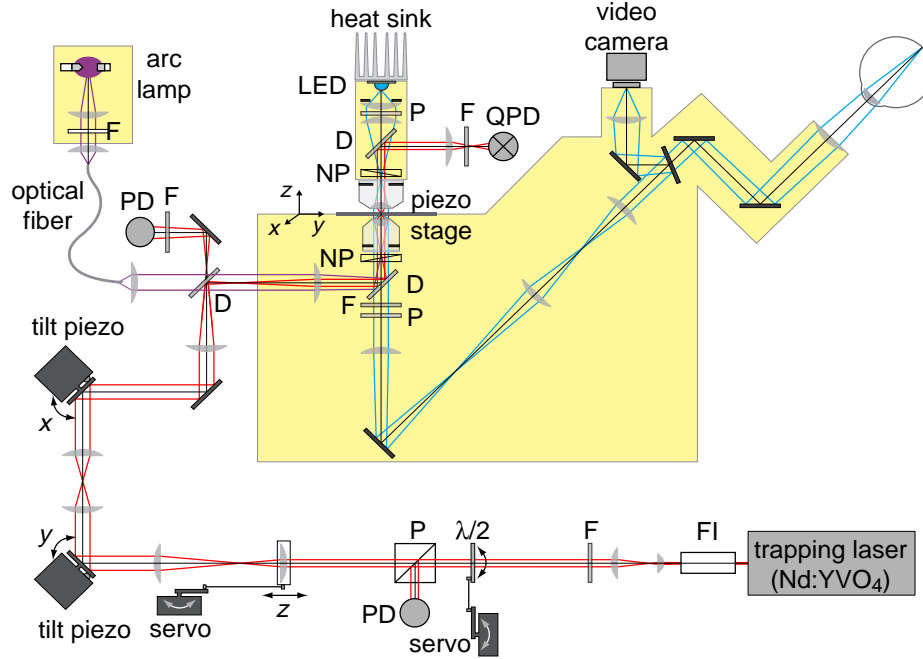 heat sink
video
camera
arc
lamp
LED
P
F
QPD
F
D
optical
fiber
NP
PD
F
z
x
y
piezo
stage
NP
D
D
F
P
tilt piezo
x
y
P
λ/2
F
FI
trapping laser
(Nd:YVO4)
z
PD
tilt piezo
servo
servo